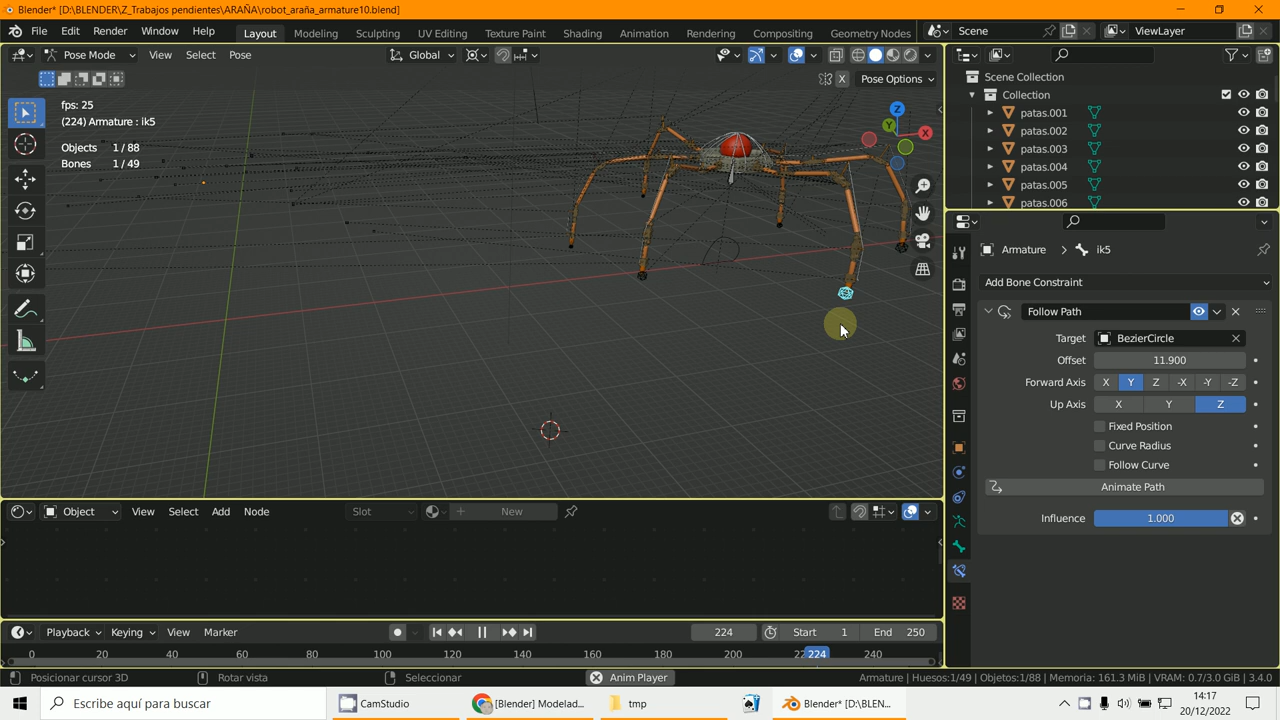 Blender* [D:\BLENDER\Z_Trabajos pendientes\ARAÑA\robot_araña_armature10.blend]
File Edit Render Window Help Layout Modeling Sculpting UV Editing Texture Paint Shading Animation Rendering Compositing Geometry Nodes Scene ViewLayer
Pose Mode View Select Pose Global
X Pose Options
fps: 25
(224) Armature : ik5
Objects 1/88
Bones 1/49
Z
Y
X
Scene Collection
Collection
patas.001
patas.002
patas.003
patas.004
patas.005
patas.006
Armature ik5
Add Bone Constraint
Follow Path
Target BezierCircle
Offset 11.900
Forward Axis X Y Z -X -Y -Z
Up Axis X Y Z
Fixed Position
Curve Radius
Follow Curve
Animate Path
Influence 1.000
Object View Select Add Node Slot New
Playback Keying View Marker 224 Start 1 End 250
0 20 40 60 80 100 120 140 160 180 200 22 224 240
Posicionar cursor 3D Rotar vista Seleccionar Anim Player Armature | Huesos:1/49 | Objetos:1/88 | Memoria: 161.3 MiB | VRAM: 0.7/3.0 GiB | 3.4.0
Escribe aquí para buscar CamStudio [Blender] Modelad... tmp Blender* [D:\BLEN... 14:17
20/12/2022